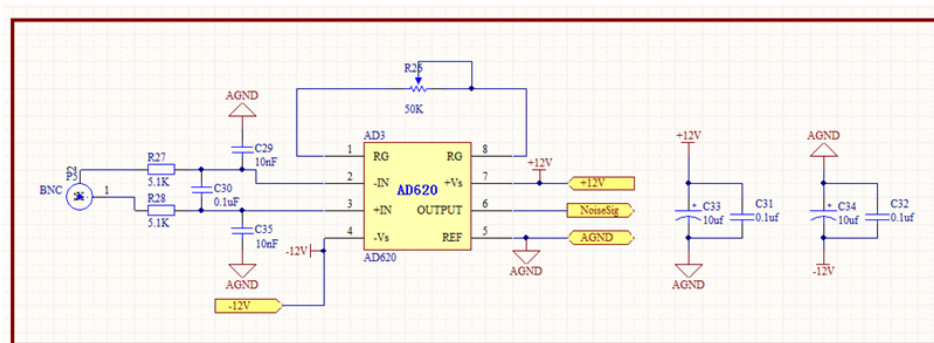 R26
50K
AGND
C29
10nF
R27
5.1K
P5
2
BNC
1
R28
5.1K
C30
0.1uF
C35
10nF
AGND
AD3
1
RG
RG
8
2
-IN
+Vs
7
AD620
3
+IN
OUTPUT
6
4
-Vs
REF
5
AD620
-12V
-12V
+12V
+12V
NoiseSig
AGND
AGND
+12V
C33
10uf
C31
0.1uf
AGND
AGND
C34
10uf
C32
0.1uf
-12V